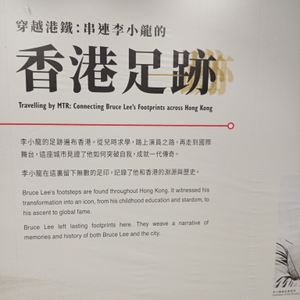 穿越港鐵:串連李小龍的
香港足跡
Travelling by MTR: Connecting Bruce Lee's Footprints across Hong Kong
李小龍的足跡遍布香港。從兒時求學,踏上演員之路,再走到國際
舞台,這座城市見證了他如何突破自我,成就一代傳奇。
李小龍在這裏留下無數的足印,記錄了他和香港的淵源與歷史。
Bruce Lee's footsteps are found throughout Hong Kong. It witnessed his
transformation into an icon, from his childhood education and stardom, to
his ascent to global fame.
Bruce Lee left lasting footprints here. They weave a narrative of
memories and history of both Bruce Lee and the city.